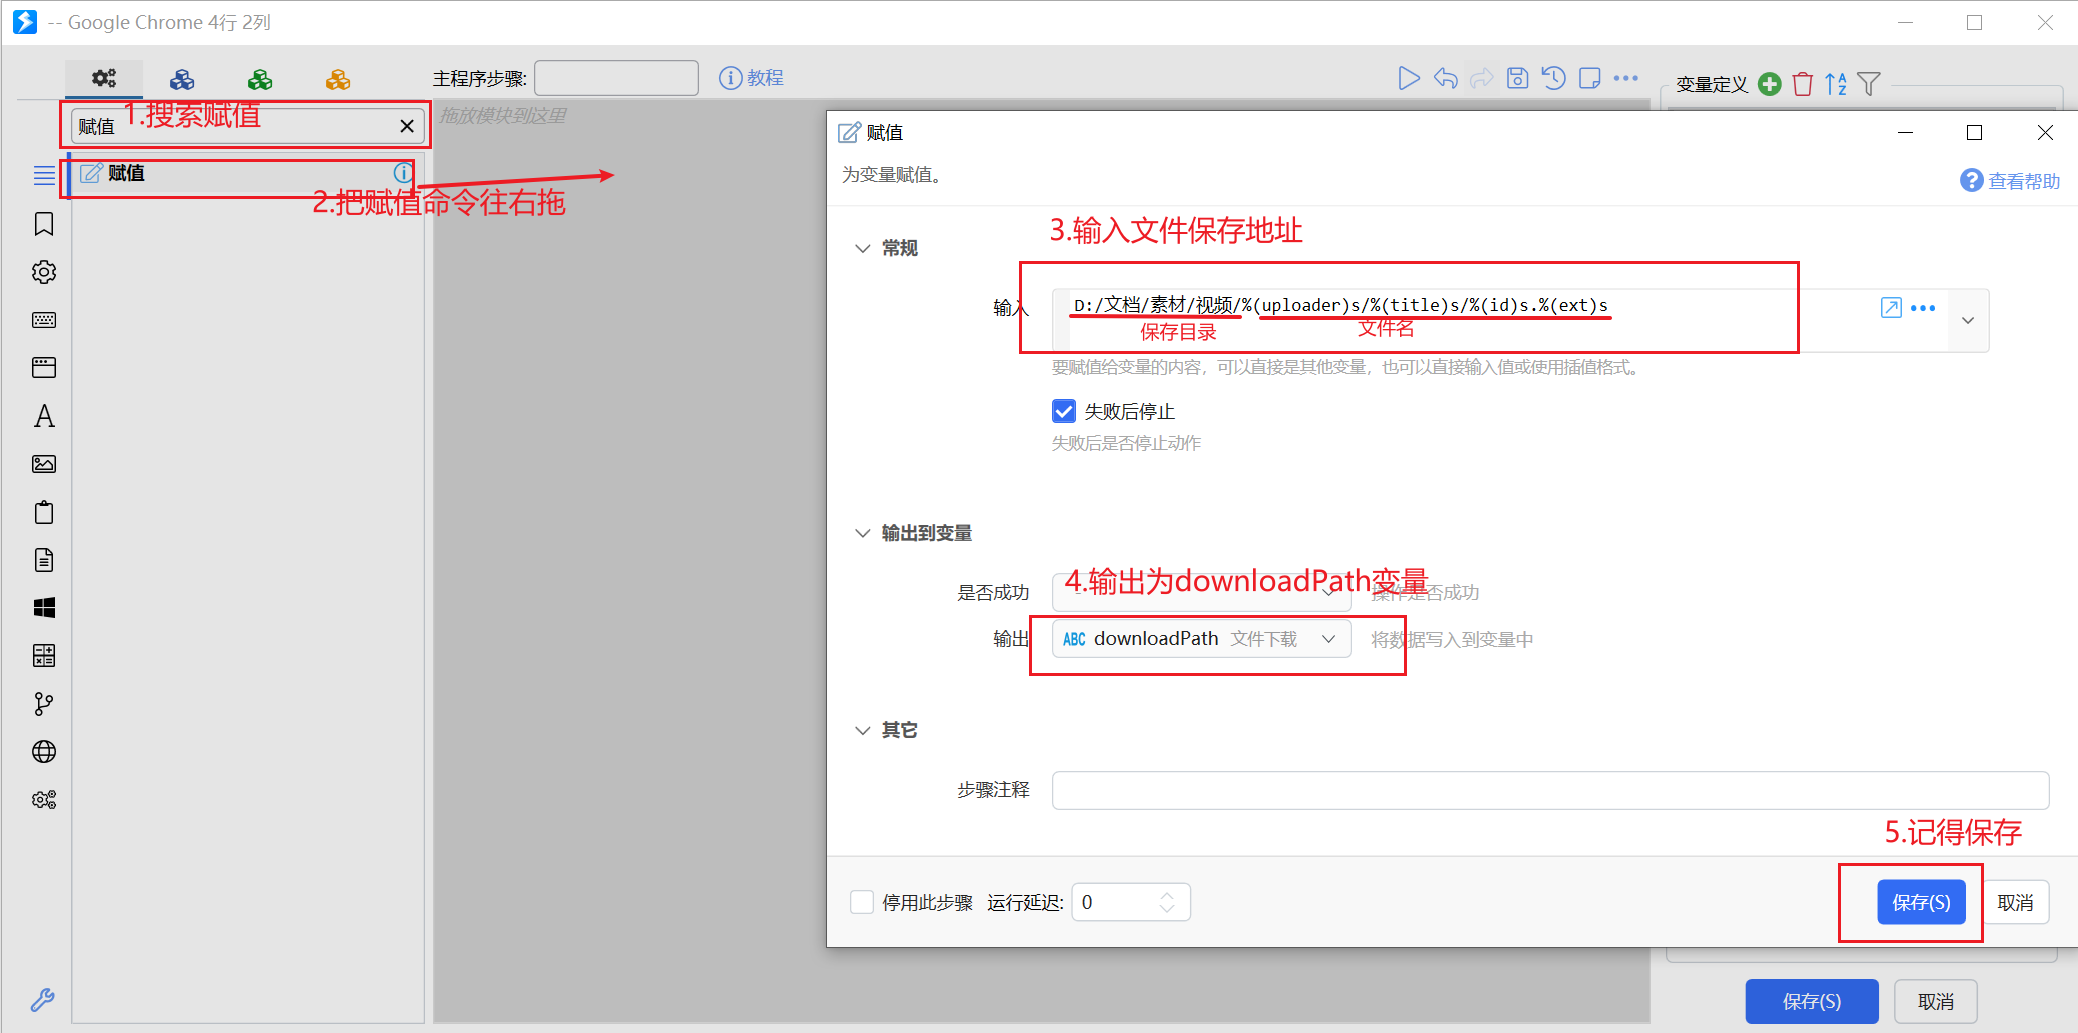 -- Google Chrome 4行 2列
主程序步骤:
教程
变量定义
1.搜索赋值
赋值
拖放模块到这里
赋值
2.把赋值命令往右拖
赋值
为变量赋值。
查看帮助
3.输入文件保存地址
常规
输入
D:/文档/素材/视频/%(uploader)s/%(title)s/%(id)s.%(ext)s
保存目录
文件名
要赋值给变量的内容，可以直接是其他变量，也可以直接输入值或使用插值格式。
失败后停止
失败后是否停止动作
输出到变量
4.输出为downloadPath变量
是否成功
操作是否成功
输出
ABC downloadPath 文件下载
将数据写入到变量中
其它
步骤注释
5.记得保存
停用此步骤
运行延迟:
0
保存(S)
取消
保存(S)
取消